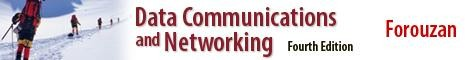 Data Communications
and Networking Fourth Edition
Forouzan